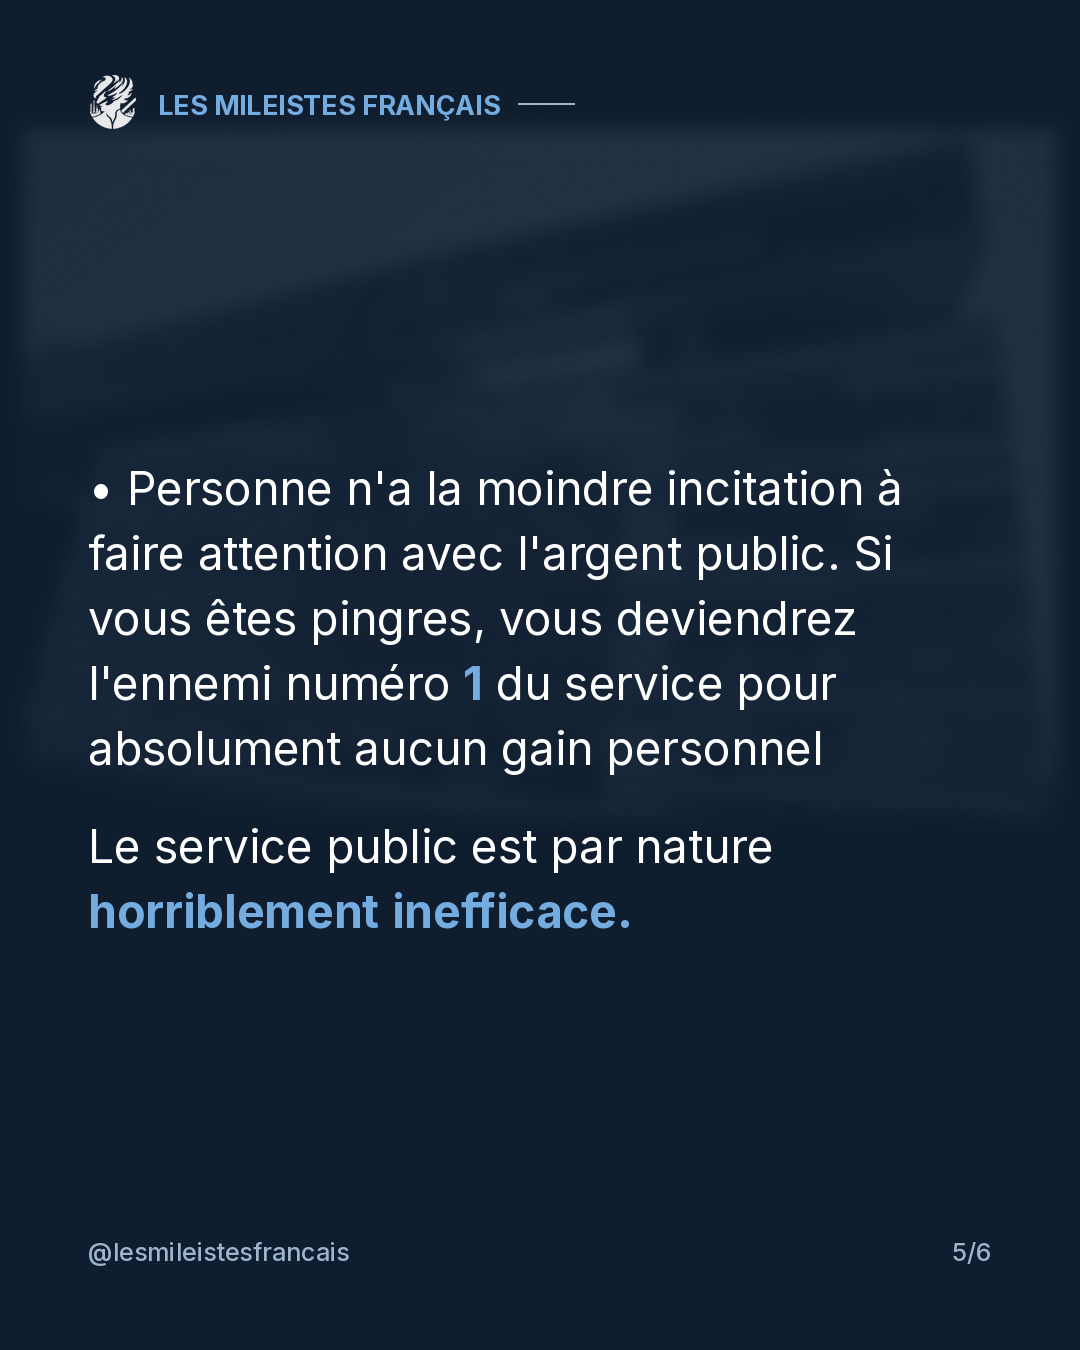 LES MILEISTES FRANÇAIS
• Personne n'a la moindre incitation à
faire attention avec l'argent public. Si
vous êtes pingres, vous deviendrez
l'ennemi numéro 1 du service pour
absolument aucun gain personnel
Le service public est par nature
horriblement inefficace.
@lesmileistesfrancais
5/6